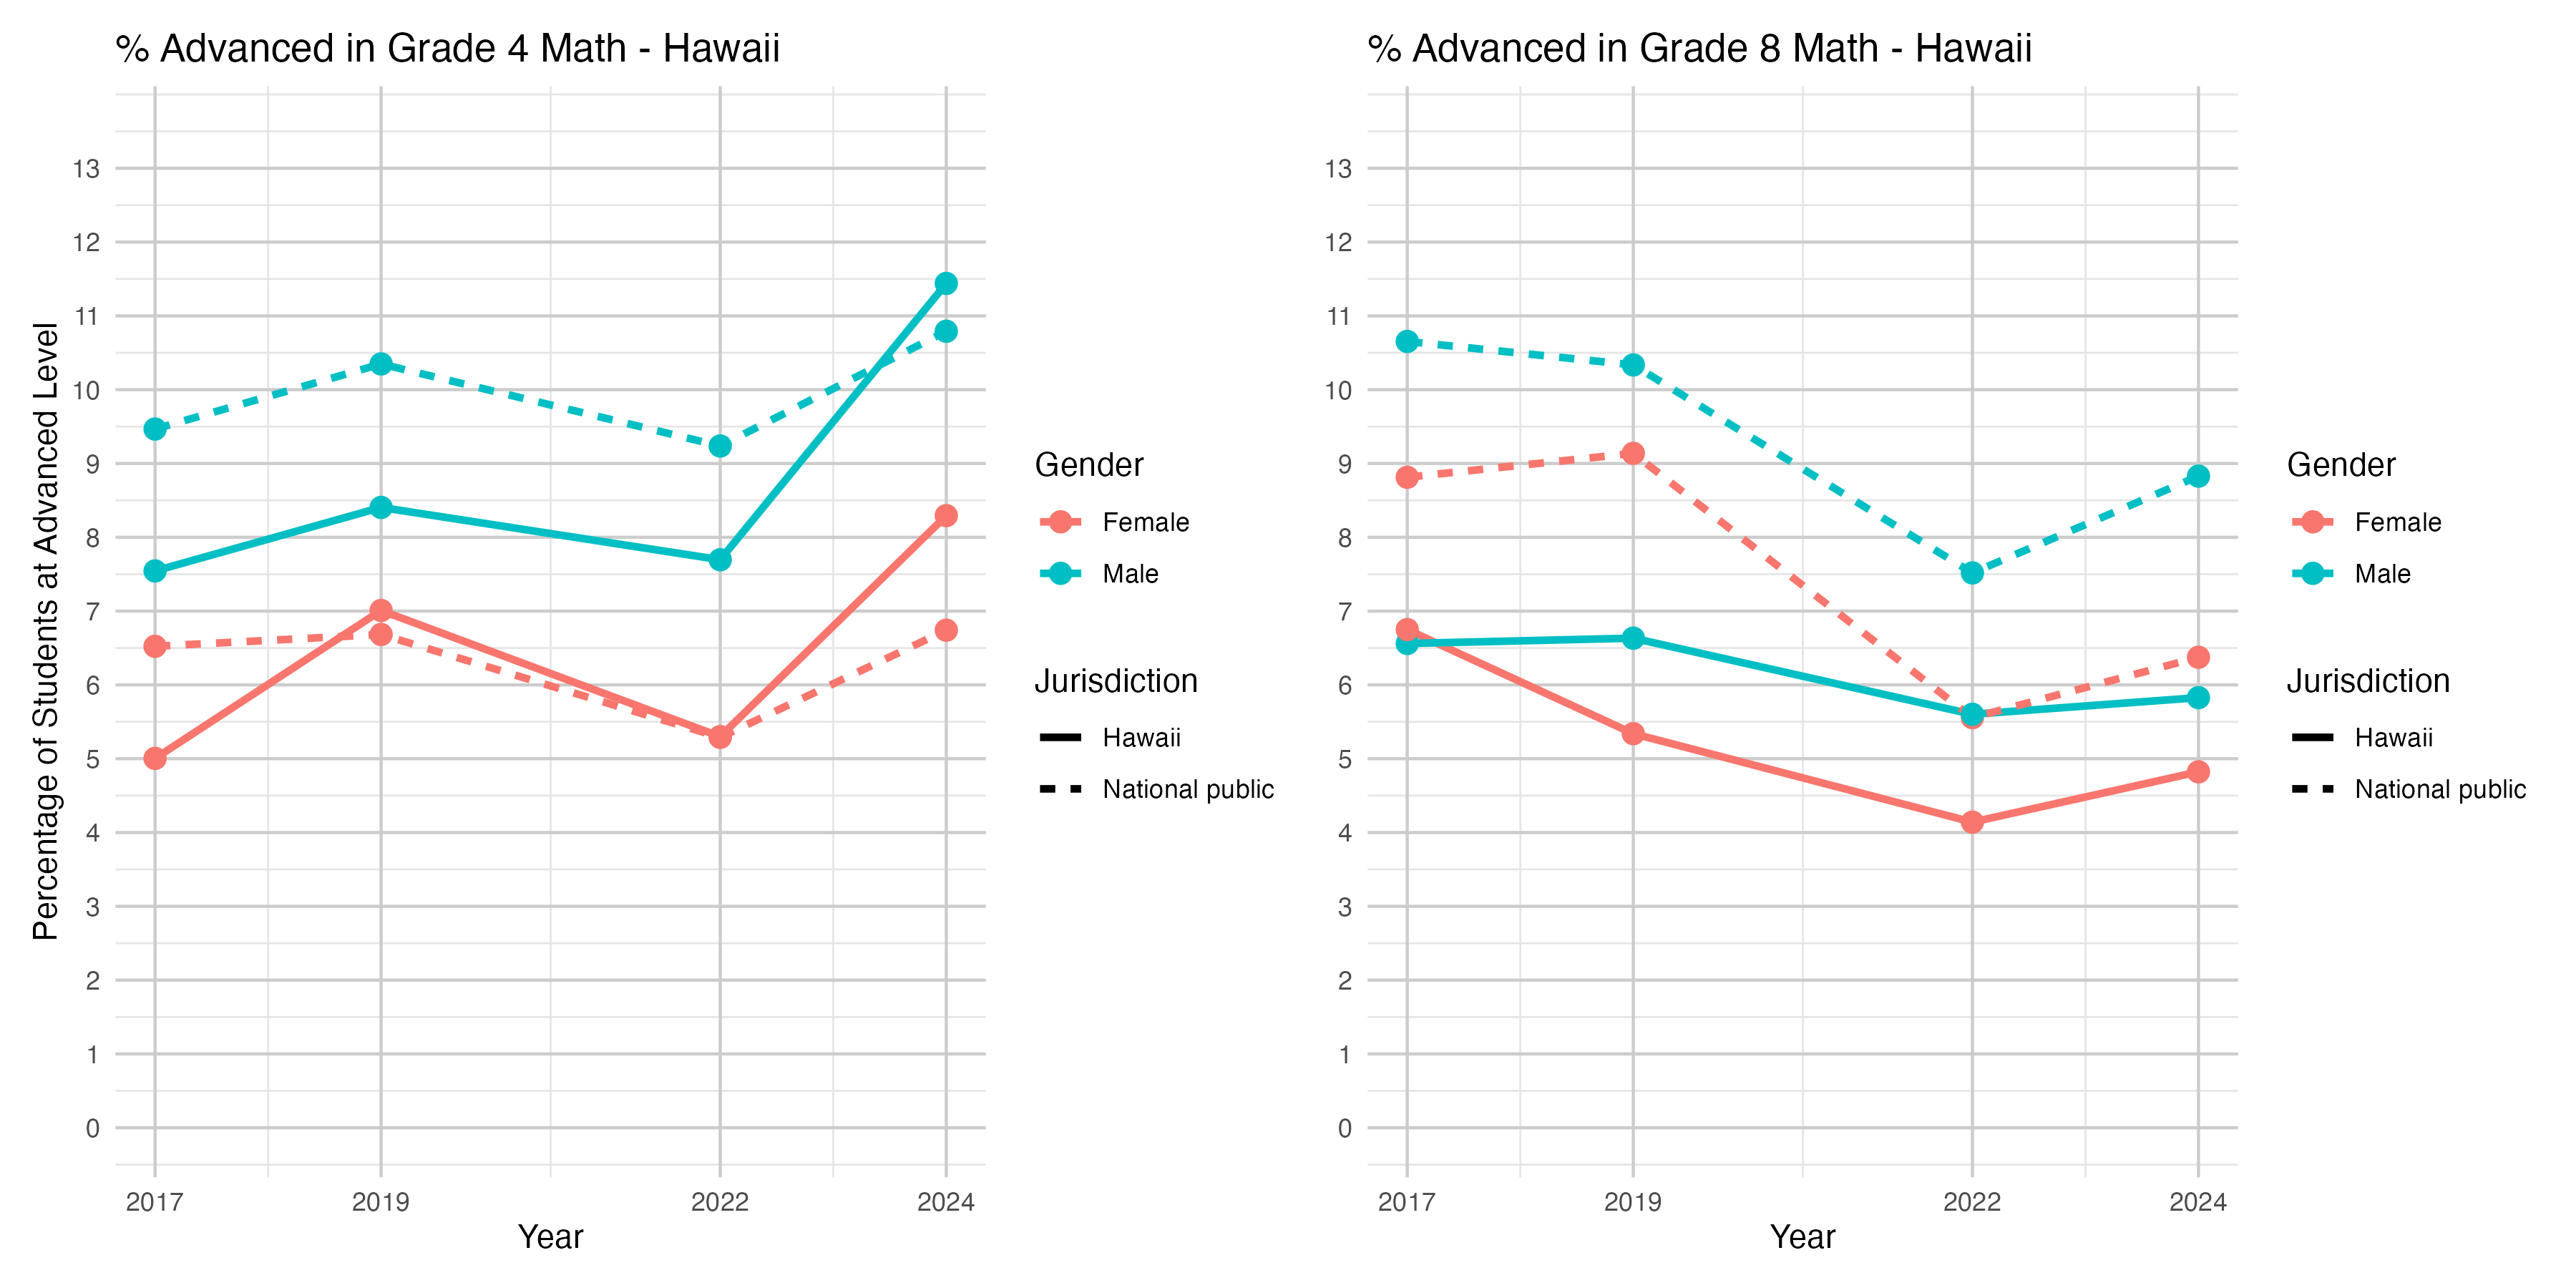 % Advanced in Grade 4 Math - Hawaii
Percentage of Students at Advanced Level
13
12
11
10
9
8
7
6
5
4
3
2
1
0
2017 2019 2022 2024
Year
Gender
Female
Male
Jurisdiction
Hawaii
National public
% Advanced in Grade 8 Math - Hawaii
13
12
11
10
9
8
7
6
5
4
3
2
1
0
2017 2019 2022 2024
Year
Gender
Female
Male
Jurisdiction
Hawaii
National public